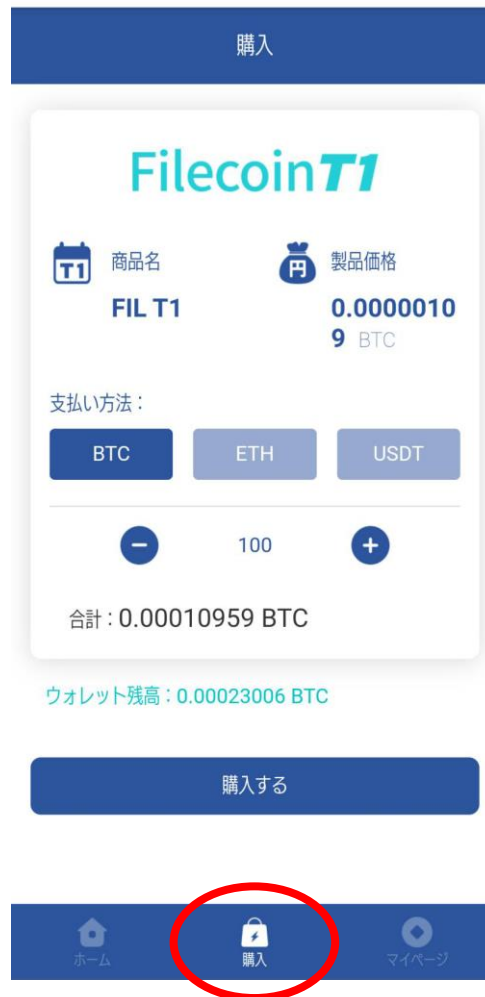 購入
FilecoinT1
T1 商品名
円 製品価格
FIL T1
0.0000010
9 BTC
支払い方法：
BTC ETH USDT
- 100 +
合計：0.00010959 BTC
ウォレット残高：0.00023006 BTC
購入する
ホーム 購入 マイページ